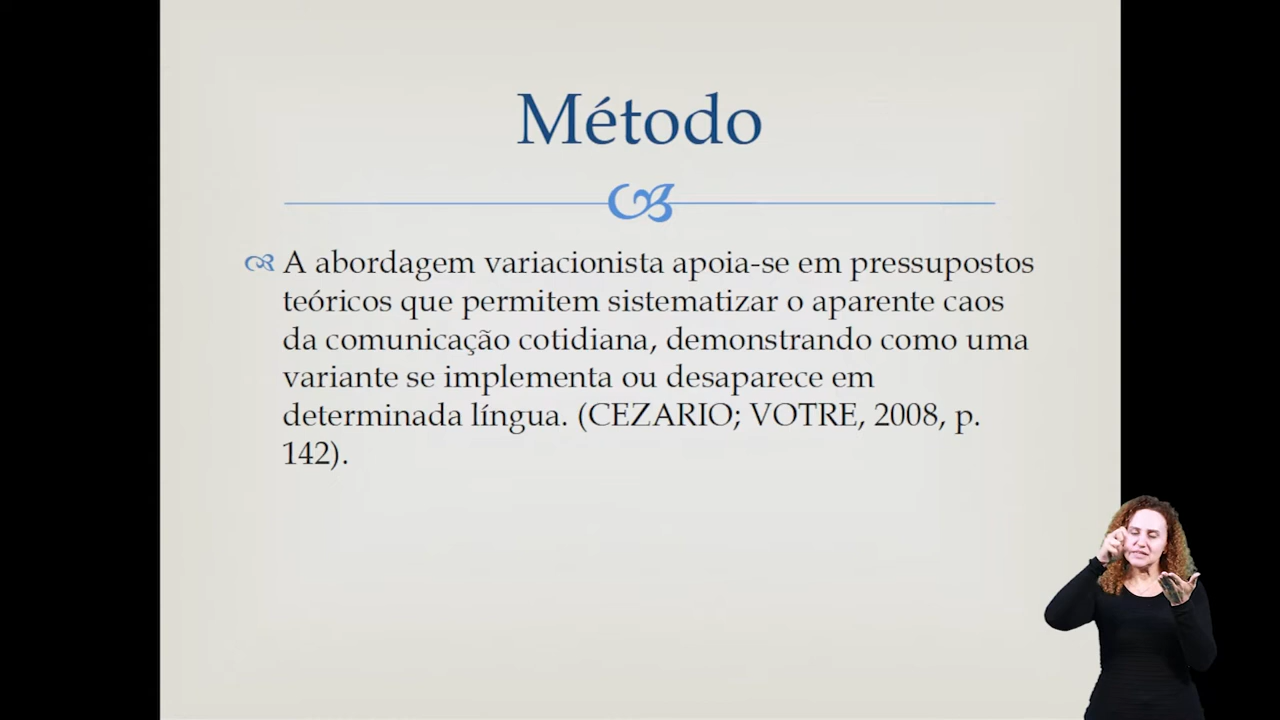 Método
A abordagem variacionista apoia-se em pressupostos
teóricos que permitem sistematizar o aparente caos
da comunicação cotidiana, demonstrando como uma
variante se implementa ou desaparece em
determinada língua. (CEZARIO; VOTRE, 2008, p.
142).